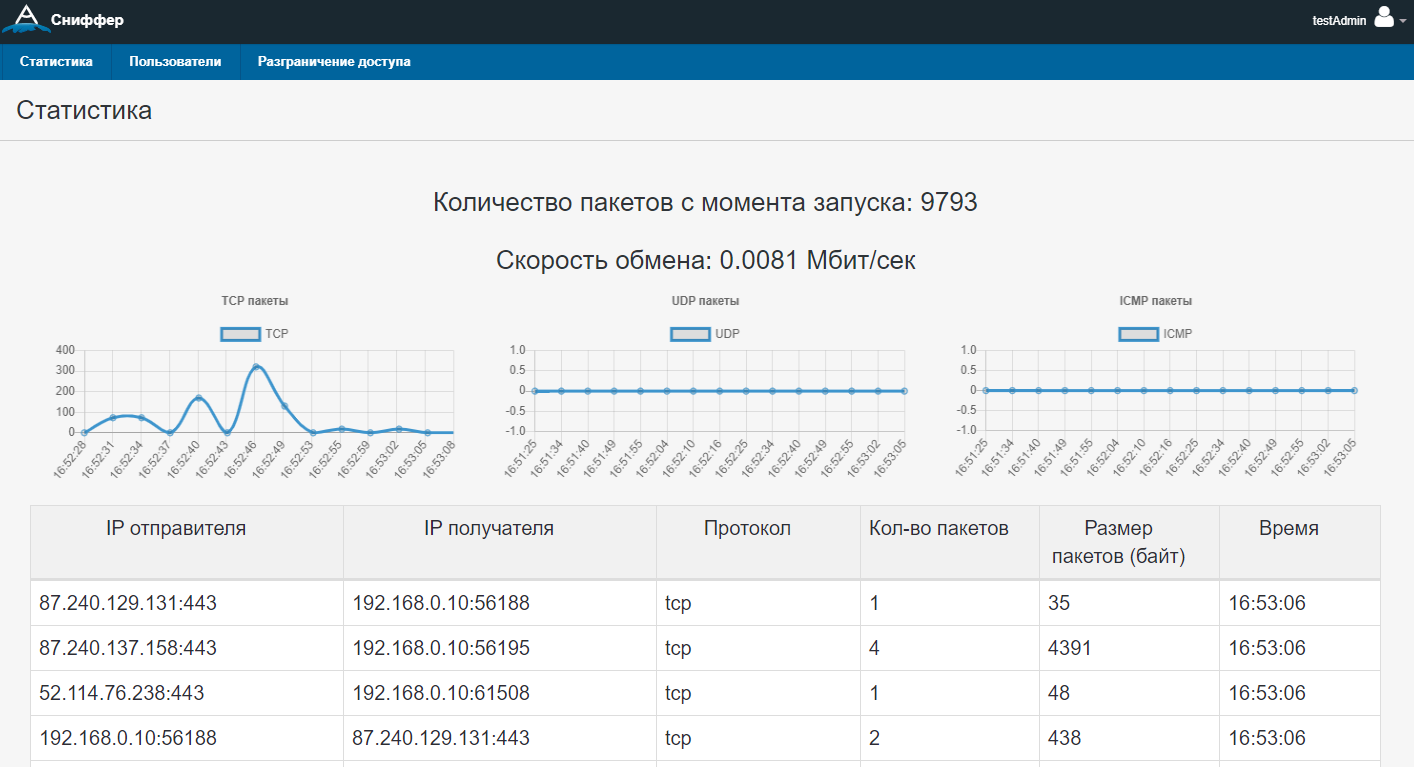 Сниффер
testAdmin
Статистика Пользователи Разграничение доступа
Статистика
Количество пакетов с момента запуска: 9793
Скорость обмена: 0.0081 Мбит/сек
TCP пакеты
TCP
400
300
200
100
0
16:52:28 16:52:31 16:52:34 16:52:37 16:52:40 16:52:43 16:52:46 16:52:49 16:52:53 16:52:55 16:52:59 16:53:02 16:53:05 16:53:08
UDP пакеты
UDP
1.0
0.5
0
-0.5
-1.0
16:51:25 16:51:34 16:51:40 16:51:49 16:51:55 16:52:04 16:52:10 16:52:16 16:52:25 16:52:34 16:52:40 16:52:49 16:52:55 16:53:02 16:53:05
ICMP пакеты
ICMP
1.0
0.5
0
-0.5
-1.0
16:51:25 16:51:34 16:51:40 16:51:49 16:51:55 16:52:04 16:52:10 16:52:16 16:52:25 16:52:34 16:52:40 16:52:49 16:52:55 16:53:02 16:53:05
IP отправителя IP получателя Протокол Кол-во пакетов Размер пакетов (байт) Время
87.240.129.131:443 192.168.0.10:56188 tcp 1 35 16:53:06
87.240.137.158:443 192.168.0.10:56195 tcp 4 4391 16:53:06
52.114.76.238:443 192.168.0.10:61508 tcp 1 48 16:53:06
192.168.0.10:56188 87.240.129.131:443 tcp 2 438 16:53:06